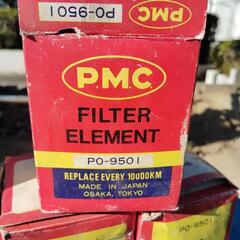 P.M.C.
PO-9501
P.M.C.
FILTER
ELEMENT
PO-9501
REPLACE EVERY 10000KM
MADE IN JAPAN
OSAKA, TOKYO
PO-9501